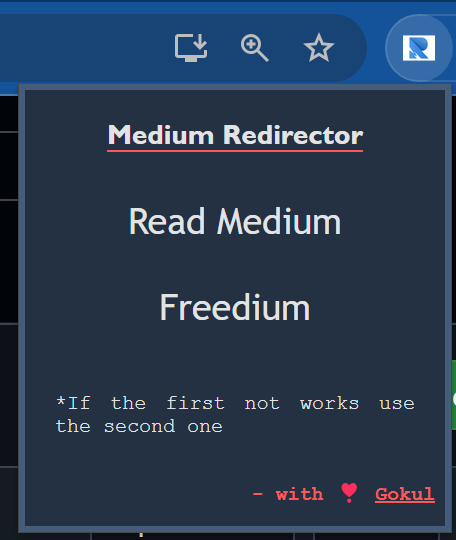 Medium Redirector
Read Medium
Freedium
*If the first not works use
the second one
- with ❣ Gokul